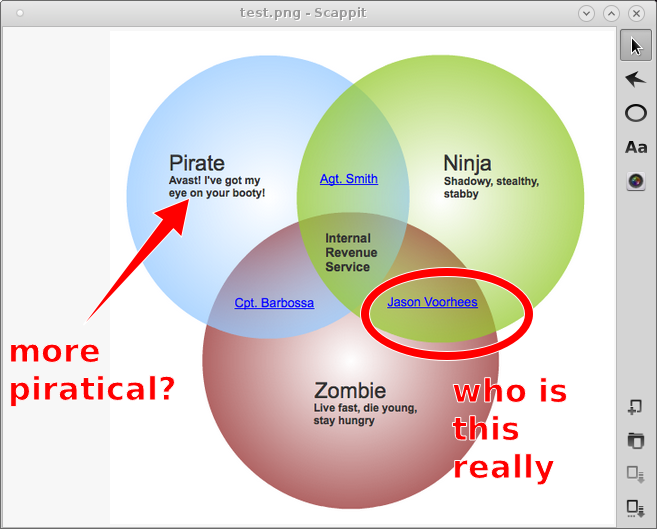 test.png - Scappit
Aa
Pirate
Avast! I've got my
eye on your booty!
Agt. Smith
Ninja
Shadowy, stealthy,
stabby
Internal
Revenue
Service
Cpt. Barbossa
Jason Voorhees
more
piratical?
Zombie
Live fast, die young,
stay hungry
who is
this
really